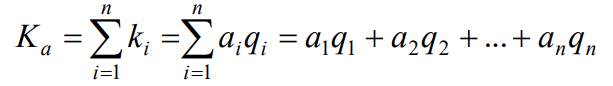 K_a = \sum_{i=1}^{n} k_i = \sum_{i=1}^{n} a_i q_i = a_1 q_1 + a_2 q_2 + ... + a_n q_n